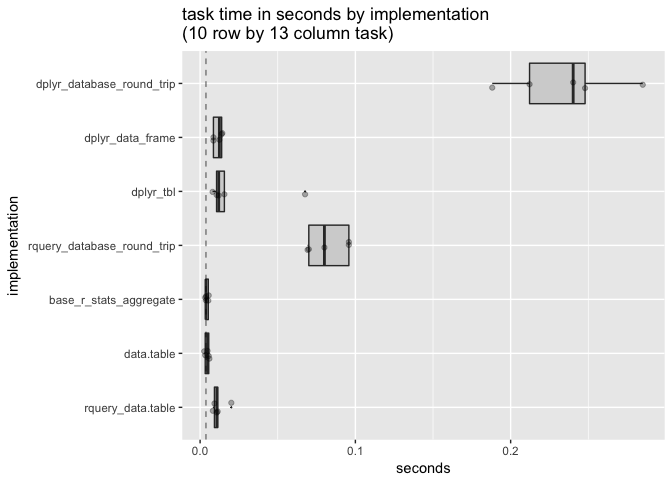 task time in seconds by implementation
(10 row by 13 column task)
dplyr_database_round_trip
dplyr_data_frame
dplyr_tbl
rquery_database_round_trip
base_r_stats_aggregate
data.table
rquery_data.table
implementation
0.0
0.1
0.2
seconds